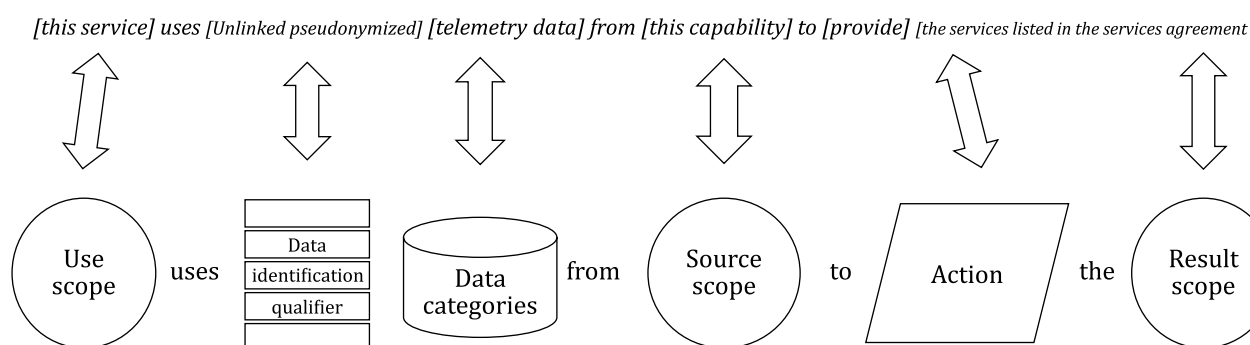 [this service] uses [Unlinked pseudonymized] [telemetry data] from [this capability] to [provide] [the services listed in the services agreement
Use
scope
uses
Data
identification
qualifier
Data
categories
from
Source
scope
to
Action
the
Result
scope